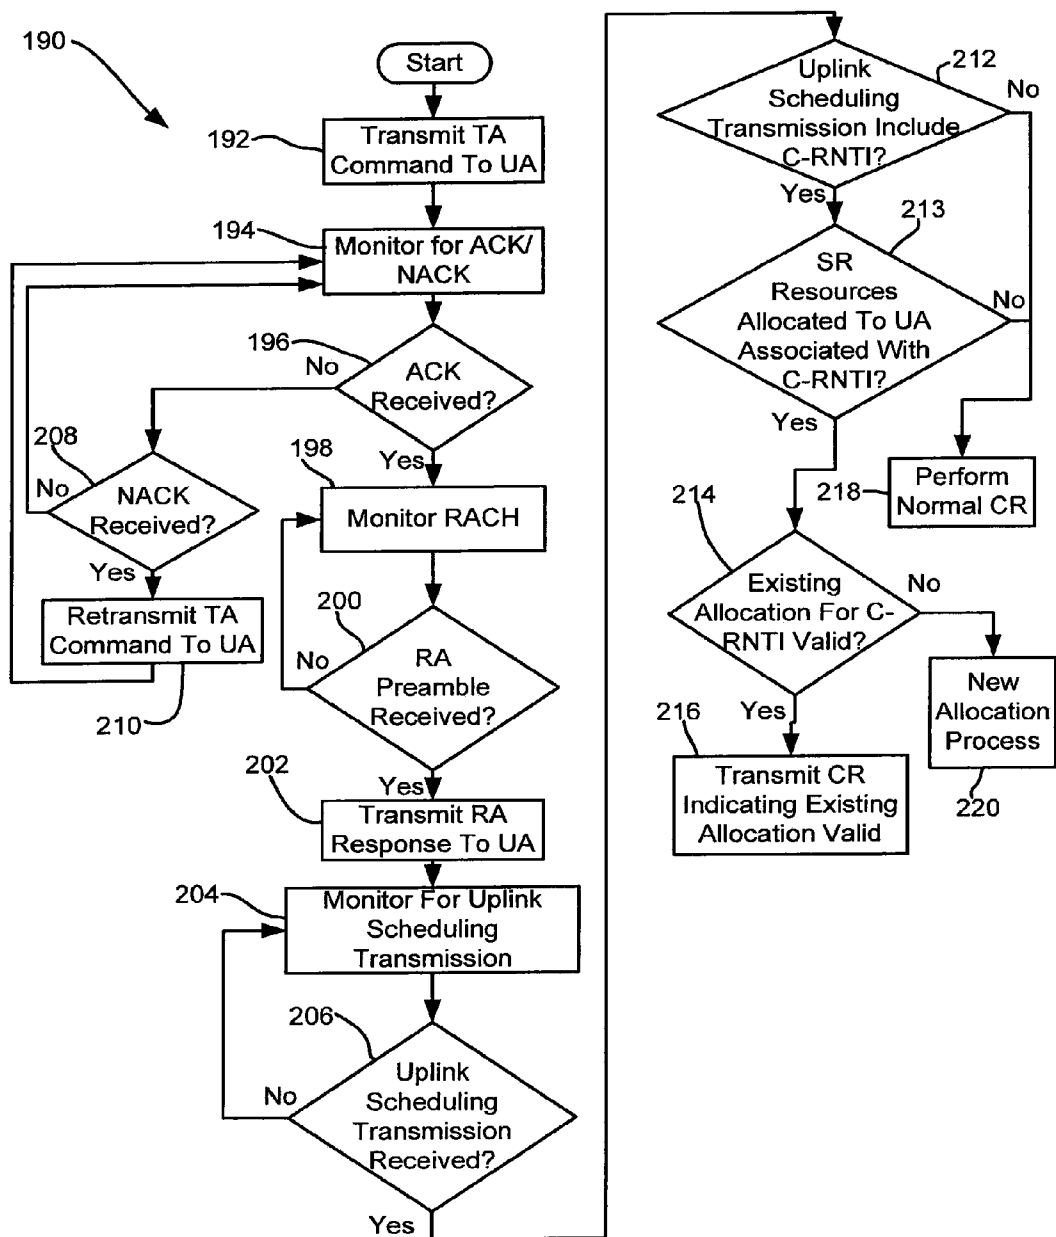 190
Start
192
Transmit TA
Command To UA
194
Monitor for ACK/
NACK
196
No
ACK
Received?
Yes
208
No
NACK
Received?
Yes
Retransmit TA
Command To UA
210
198
Monitor RACH
200
No
RA
Preamble
Received?
Yes
202
Transmit RA
Response To UA
204
Monitor For Uplink
Scheduling
Transmission
206
No
Uplink
Scheduling
Transmission
Received?
Yes
212
No
Uplink
Scheduling
Transmission Include
C-RNTI?
Yes
213
SR
Resources
Allocated To UA
Associated With
C-RNTI?
No
Yes
218
Perform
Normal CR
214
Existing
Allocation For C-
RNTI Valid?
No
Yes
216
Transmit CR
Indicating Existing
Allocation Valid
New
Allocation
Process
220